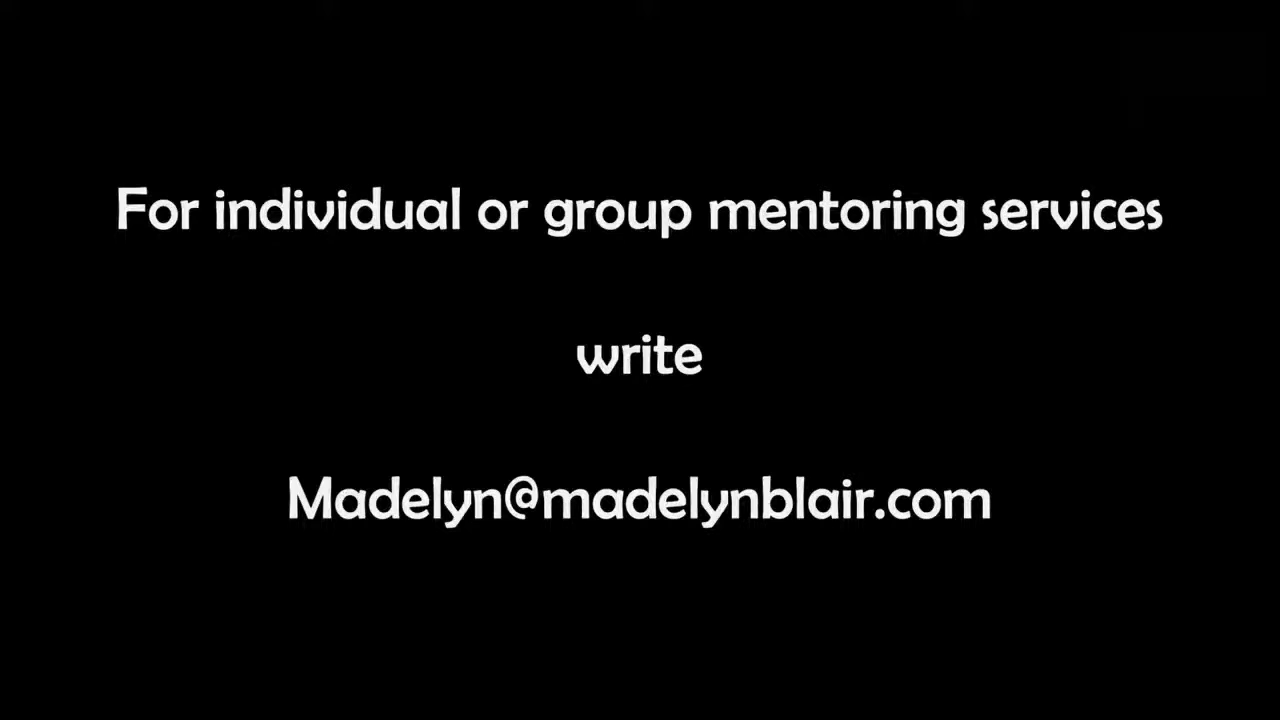 For individual or group mentoring services
write
Madelyn@madelynblair.com